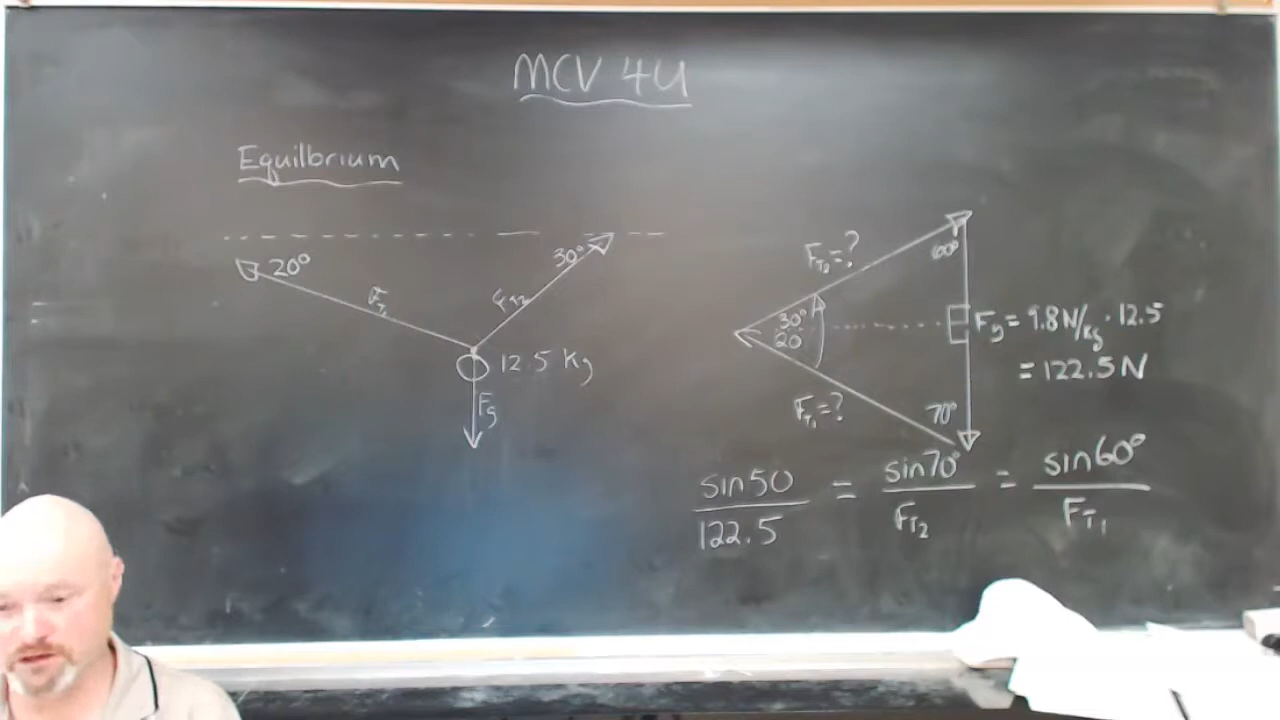 MCV 4U
Equilbrium
20°
30°
F_T1
F_T2
12.5 Kg
Fg
F_T2 = ?
60°
30°
20
Fg = 9.8 N/kg · 12.5
= 122.5 N
F_T1 = ?
70°
sin50/122.5 = sin70°/F_T2 = sin60°/F_T1